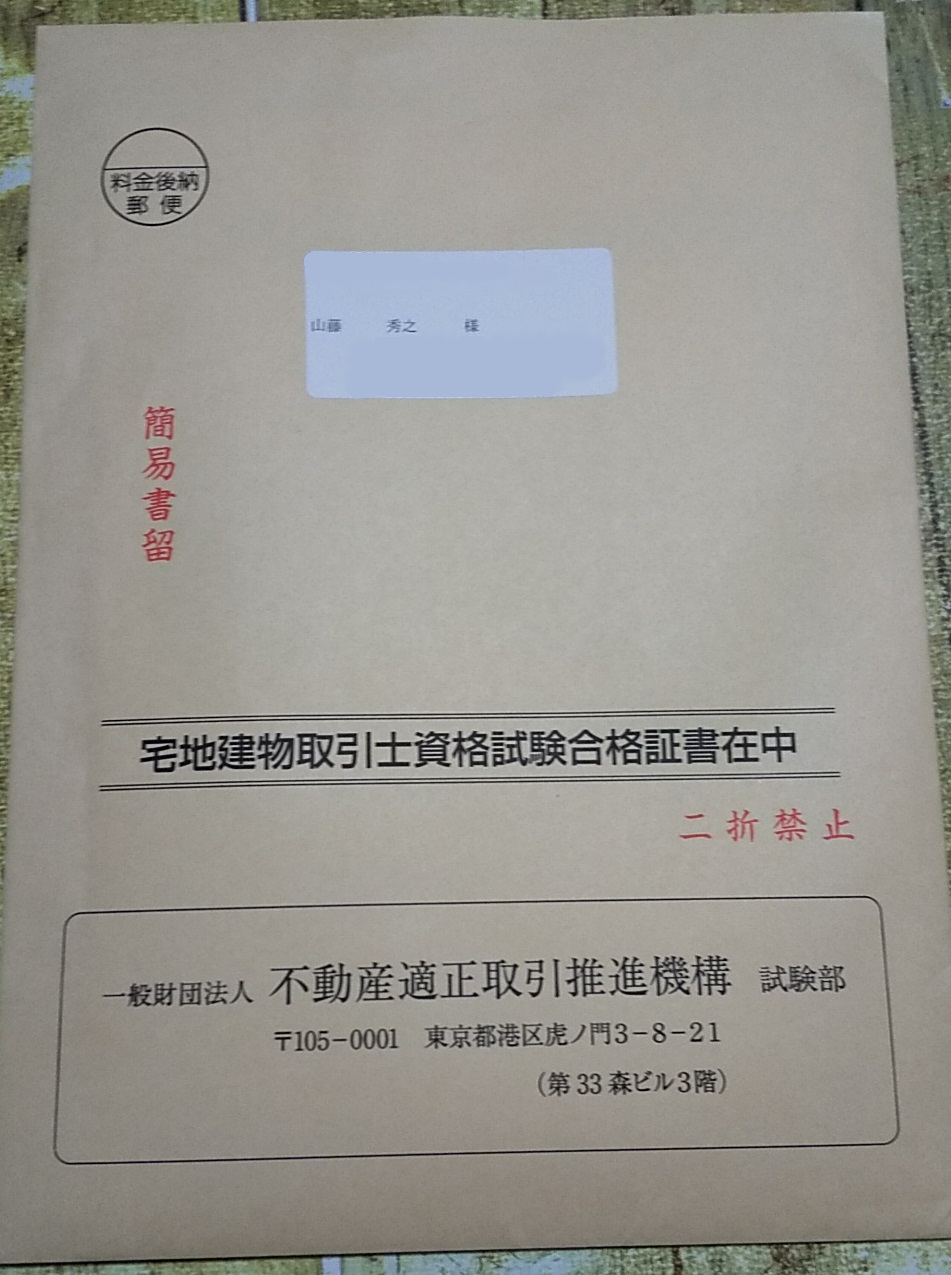 料金後納
郵便
山藤 秀之 様
簡易書留
宅地建物取引士資格試験合格証書在中
二折禁止
一般財団法人 不動産適正取引推進機構 試験部
〒105-0001 東京都港区虎ノ門3-8-21
(第33森ビル3階)